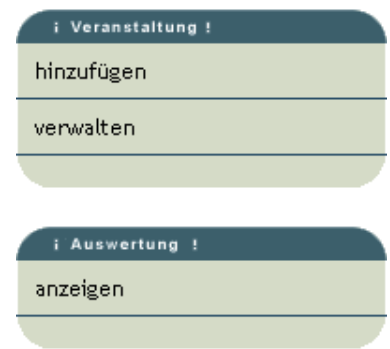 ¡ Veranstaltung !
hinzufügen
verwalten
¡ Auswertung !
anzeigen